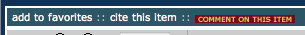 add to favorites :: cite this item :: COMMENT ON THIS ITEM